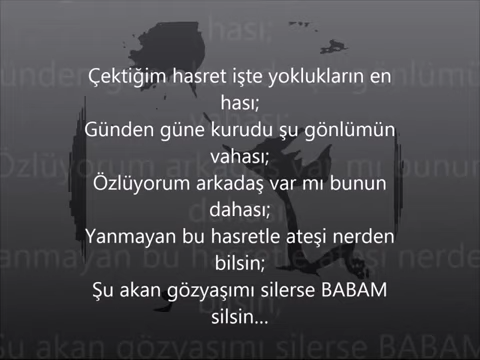 Çektiğim hasret işte yoklukların en
hası;
Günden güne kurudu şu gönlümün
vahası;
Özlüyorum arkadaş var mı bunun
dahası;
Yanmayan bu hasretle ateşi nerden
bilsin;
Şu akan gözyaşımı silerse BABAM
silsin...